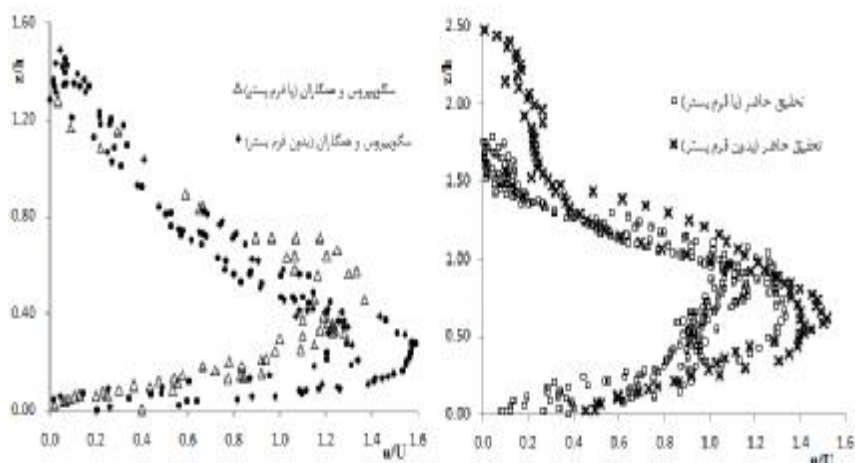 1.60
1.20
0.80
0.40
0.00
z/h
0.0 0.2 0.4 0.6 0.8 1.0 1.2 1.4 1.6
u/U
سگوپیروس و همکاران (با فرم بستر)
سگوپیروس و همکاران (بدون فرم بستر)
2.50
2.00
1.50
1.00
0.50
0.00
z/h
0.0 0.2 0.4 0.6 0.8 1.0 1.2 1.4 1.6
u/U
تحقیق حاضر (با فرم بستر)
تحقیق حاضر (بدون فرم بستر)